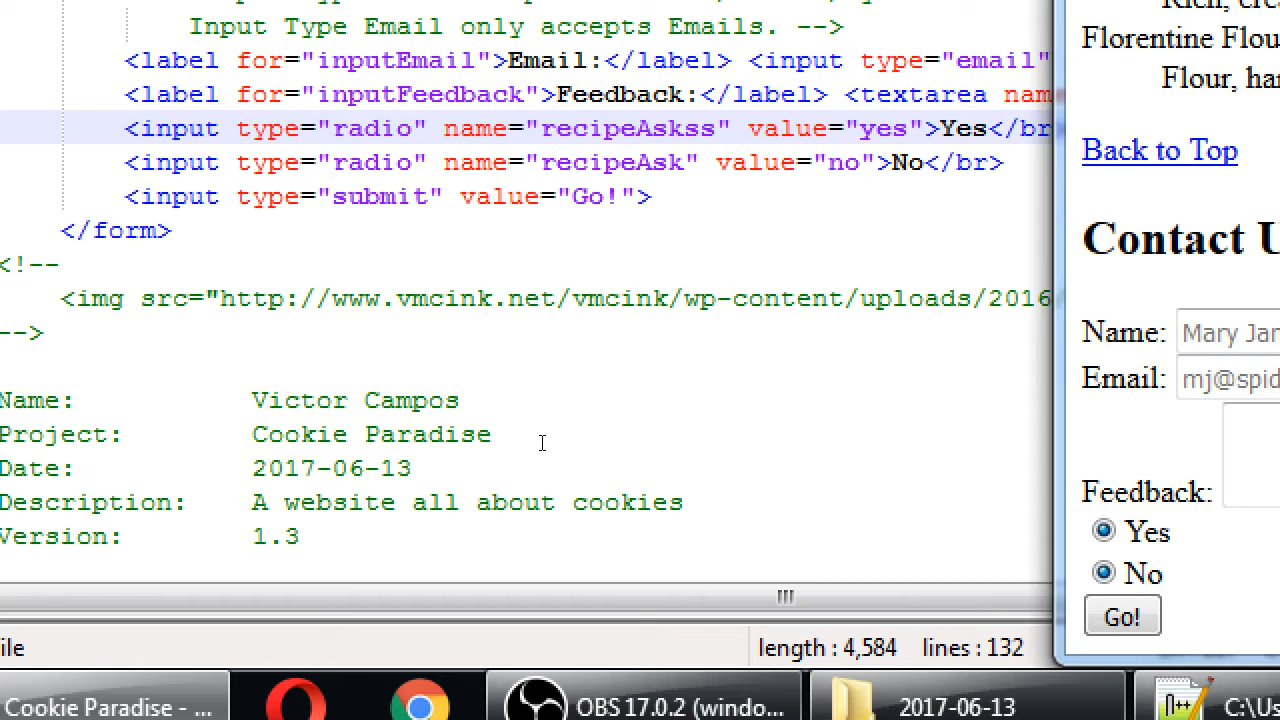 Input Type Email only accepts Emails. -->
<label for="inputEmail">Email:</label> <input type="email"
<label for="inputFeedback">Feedback:</label> <textarea nam
<input type="radio" name="recipeAskss" value="yes">Yes</br
<input type="radio" name="recipeAsk" value="no">No</br>
<input type="submit" value="Go!">
</form>
<!--
<img src="http://www.vmcink.net/vmcink/wp-content/uploads/2016/
-->
Name: Victor Campos
Project: Cookie Paradise
Date: 2017-06-13
Description: A website all about cookies
Version: 1.3
ile length : 4,584 lines : 132
Florentine Flou
Flour, har
Back to Top
Contact U
Name: Mary Jan
Email: mj@spid
Feedback:
Yes
No
Go!
Cookie Paradise - ... OBS 17.0.2 (windo... 2017-06-13 C:\Us